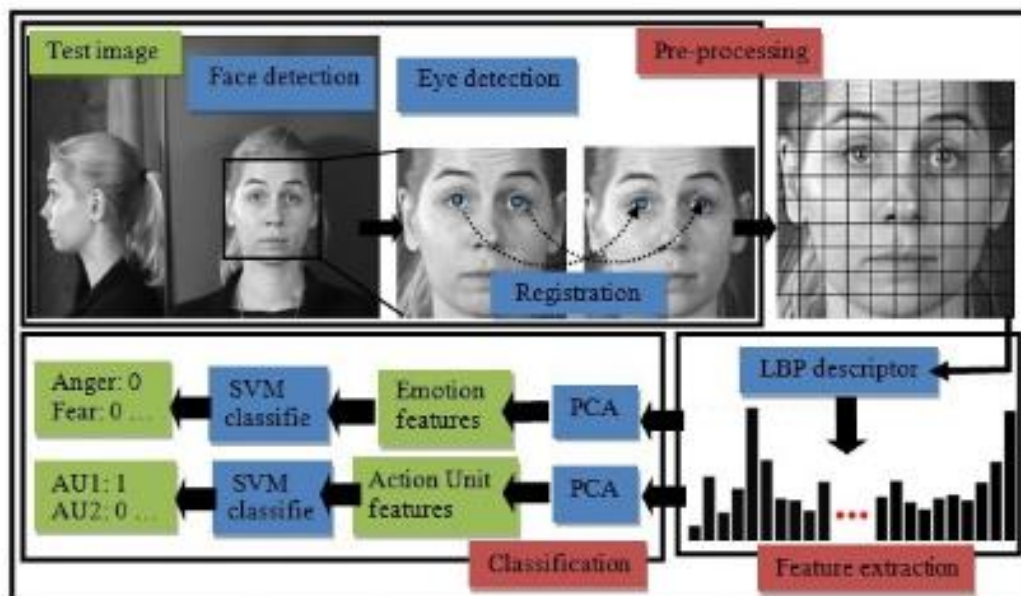 Test image
Pre-processing
Face detection
Eye detection
Registration
LBP descriptor
Anger: 0
Fear: 0 ...
SVM
classifie
Emotion
features
PCA
AU1: 1
AU2: 0 ...
SVM
classifie
Action Unit
features
PCA
Classification
Feature extraction